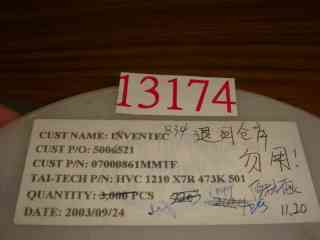 13174
CUST NAME: INVENTEC 834 退回仓库
CUST P/O: 5006521
CUST P/N: 07000861MMTF 勿用!
TAI-TECH P/N: HVC 1210 X7R 473K 501
QUANTITY: 3,000 PCS
DATE: 2003/09/24 11.20